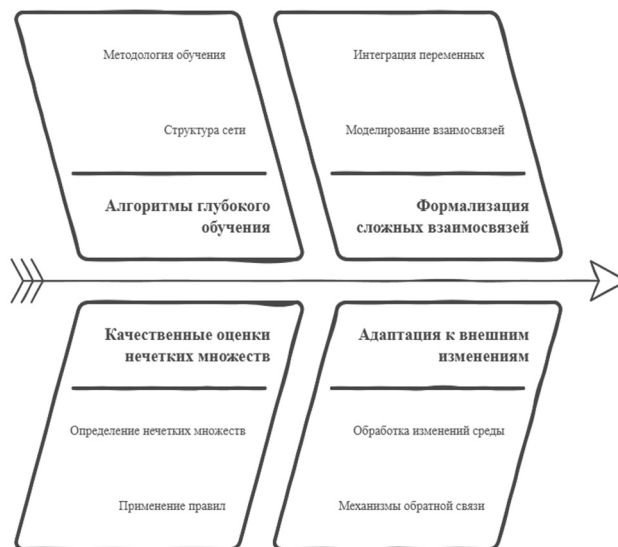 Методология обучения
Структура сети
Алгоритмы глубокого
обучения
Интеграция переменных
Моделирование взаимосвязей
Формализация
сложных взаимосвязей
Качественные оценки
нечетких множеств
Определение нечетких множеств
Применение правил
Адаптация к внешним
изменениям
Обработка изменений среды
Механизмы обратной связи